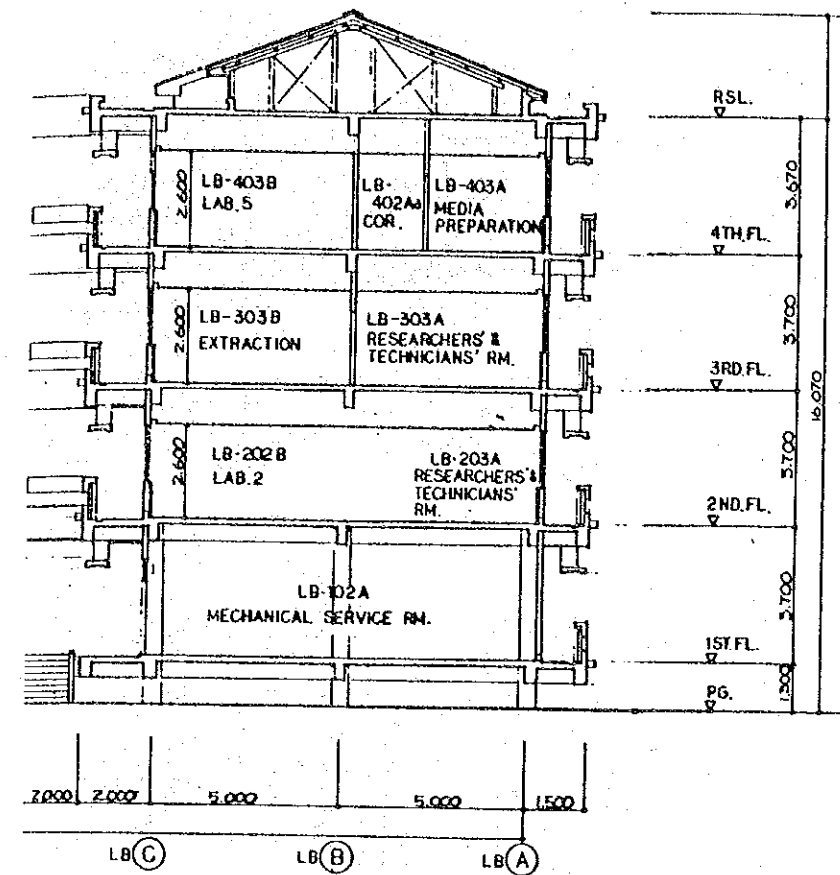 RSL.
LB-403B
LAB.5
LB-
402Aa
COR.
LB-403A
MEDIA
PREPARATION
2.600
3.670
4TH.FL.
LB-303B
EXTRACTION
LB-303A
RESEARCHERS' &
TECHNICIANS' RM.
2.600
3.700
3RD.FL.
16.070
LB-202B
LAB.2
LB-203A
RESEARCHERS' &
TECHNICIANS'
RM.
2.600
3.700
2ND.FL.
LB-102A
MECHANICAL SERVICE RM.
3.700
1ST.FL.
1.300
PG.
7.000 2.000 5.000 5.000 1.500
LB C LB B LB A